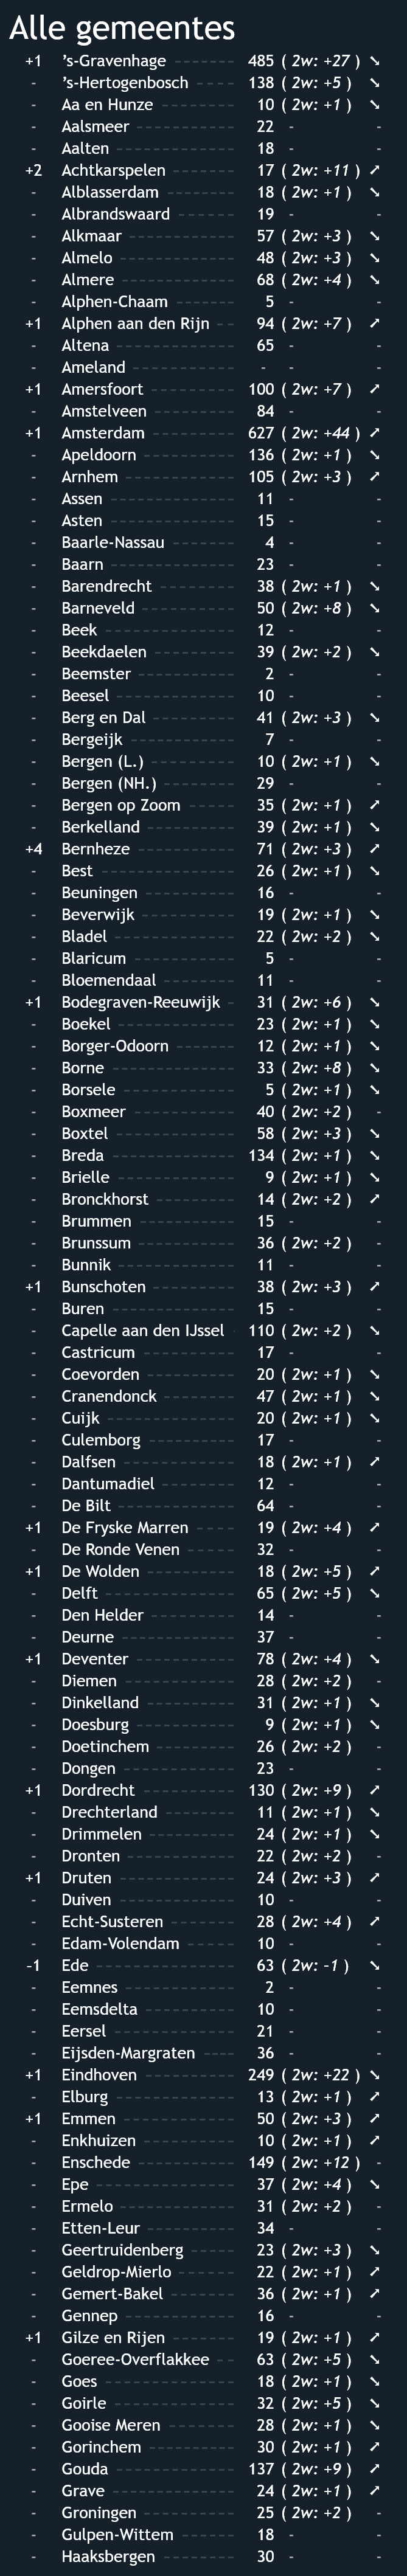 Alle gemeentes
+1 's-Gravenhage 485 ( 2w: +27 ) ➘
- 's-Hertogenbosch 138 ( 2w: +5 ) ➘
- Aa en Hunze 10 ( 2w: +1 ) ➘
- Aalsmeer 22 - -
- Aalten 18 - -
+2 Achtkarspelen 17 ( 2w: +11 ) ➚
- Alblasserdam 18 ( 2w: +1 ) ➘
- Albrandswaard 19 - -
- Alkmaar 57 ( 2w: +3 ) ➘
- Almelo 48 ( 2w: +3 ) ➘
- Almere 68 ( 2w: +4 ) ➘
- Alphen-Chaam 5 - -
+1 Alphen aan den Rijn 94 ( 2w: +7 ) ➚
- Altena 65 - -
- Ameland - - -
+1 Amersfoort 100 ( 2w: +7 ) ➚
- Amstelveen 84 - -
+1 Amsterdam 627 ( 2w: +44 ) ➚
- Apeldoorn 136 ( 2w: +1 ) ➘
- Arnhem 105 ( 2w: +3 ) ➚
- Assen 11 - -
- Asten 15 - -
- Baarle-Nassau 4 - -
- Baarn 23 - -
- Barendrecht 38 ( 2w: +1 ) ➘
- Barneveld 50 ( 2w: +8 ) ➘
- Beek 12 - -
- Beekdaelen 39 ( 2w: +2 ) ➘
- Beemster 2 - -
- Beesel 10 - -
- Berg en Dal 41 ( 2w: +3 ) ➘
- Bergeijk 7 - -
- Bergen (L.) 10 ( 2w: +1 ) ➘
- Bergen (NH.) 29 - -
- Bergen op Zoom 35 ( 2w: +1 ) ➚
- Berkelland 39 ( 2w: +1 ) ➘
+4 Bernheze 71 ( 2w: +3 ) ➚
- Best 26 ( 2w: +1 ) ➘
- Beuningen 16 - -
- Beverwijk 19 ( 2w: +1 ) ➘
- Bladel 22 ( 2w: +2 ) ➘
- Blaricum 5 - -
- Bloemendaal 11 - -
+1 Bodegraven-Reeuwijk 31 ( 2w: +6 ) ➘
- Boekel 23 ( 2w: +1 ) ➘
- Borger-Odoorn 12 ( 2w: +1 ) ➘
- Borne 33 ( 2w: +8 ) ➘
- Borsele 5 ( 2w: +1 ) ➘
- Boxmeer 40 ( 2w: +2 ) -
- Boxtel 58 ( 2w: +3 ) ➘
- Breda 134 ( 2w: +1 ) ➘
- Brielle 9 ( 2w: +1 ) ➘
- Bronckhorst 14 ( 2w: +2 ) ➚
- Brummen 15 - -
- Brunssum 36 ( 2w: +2 ) -
- Bunnik 11 - -
+1 Bunschoten 38 ( 2w: +3 ) ➚
- Buren 15 - -
- Capelle aan den IJssel 110 ( 2w: +2 ) ➘
- Castricum 17 - -
- Coevorden 20 ( 2w: +1 ) ➘
- Cranendonck 47 ( 2w: +1 ) ➘
- Cuijk 20 ( 2w: +1 ) ➘
- Culemborg 17 - -
- Dalfsen 18 ( 2w: +1 ) ➚
- Dantumadiel 12 - -
- De Bilt 64 - -
+1 De Fryske Marren 19 ( 2w: +4 ) ➚
- De Ronde Venen 32 - -
+1 De Wolden 18 ( 2w: +5 ) ➚
- Delft 65 ( 2w: +5 ) ➘
- Den Helder 14 - -
- Deurne 37 - -
+1 Deventer 78 ( 2w: +4 ) ➘
- Diemen 28 ( 2w: +2 ) -
- Dinkelland 31 ( 2w: +1 ) ➘
- Doesburg 9 ( 2w: +1 ) ➘
- Doetinchem 26 ( 2w: +2 ) -
- Dongen 23 - -
+1 Dordrecht 130 ( 2w: +9 ) ➚
- Drechterland 11 ( 2w: +1 ) ➘
- Drimmelen 24 ( 2w: +1 ) ➘
- Dronten 22 ( 2w: +2 ) -
+1 Druten 24 ( 2w: +3 ) ➚
- Duiven 10 - -
- Echt-Susteren 28 ( 2w: +4 ) ➚
- Edam-Volendam 10 - -
-1 Ede 63 ( 2w: -1 ) ➘
- Eemnes 2 - -
- Eemsdelta 10 - -
- Eersel 21 - -
- Eijsden-Margraten 36 - -
+1 Eindhoven 249 ( 2w: +22 ) ➘
- Elburg 13 ( 2w: +1 ) ➚
+1 Emmen 50 ( 2w: +3 ) ➚
- Enkhuizen 10 ( 2w: +1 ) ➚
- Enschede 149 ( 2w: +12 ) -
- Epe 37 ( 2w: +4 ) ➘
- Ermelo 31 ( 2w: +2 ) -
- Etten-Leur 34 - -
- Geertruidenberg 23 ( 2w: +3 ) ➘
- Geldrop-Mierlo 22 ( 2w: +1 ) ➚
- Gemert-Bakel 36 ( 2w: +1 ) ➚
- Gennep 16 - -
+1 Gilze en Rijen 19 ( 2w: +1 ) ➚
- Goeree-Overflakkee 63 ( 2w: +5 ) ➘
- Goes 18 ( 2w: +1 ) ➘
- Goirle 32 ( 2w: +5 ) ➘
- Gooise Meren 28 ( 2w: +1 ) ➘
- Gorinchem 30 ( 2w: +1 ) ➚
- Gouda 137 ( 2w: +9 ) ➚
- Grave 24 ( 2w: +1 ) ➚
- Groningen 25 ( 2w: +2 ) -
- Gulpen-Wittem 18 - -
- Haaksbergen 30 - -